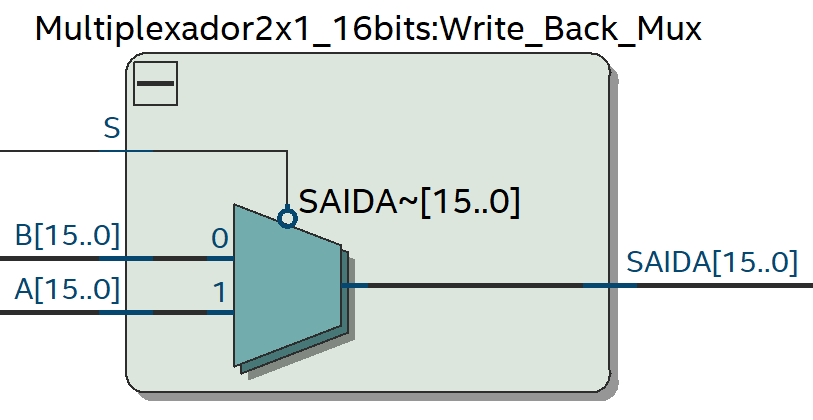 Multiplexador2x1_16bits:Write_Back_Mux
S
SAIDA~[15..0]
B[15..0]
0
SAIDA[15..0]
A[15..0]
1